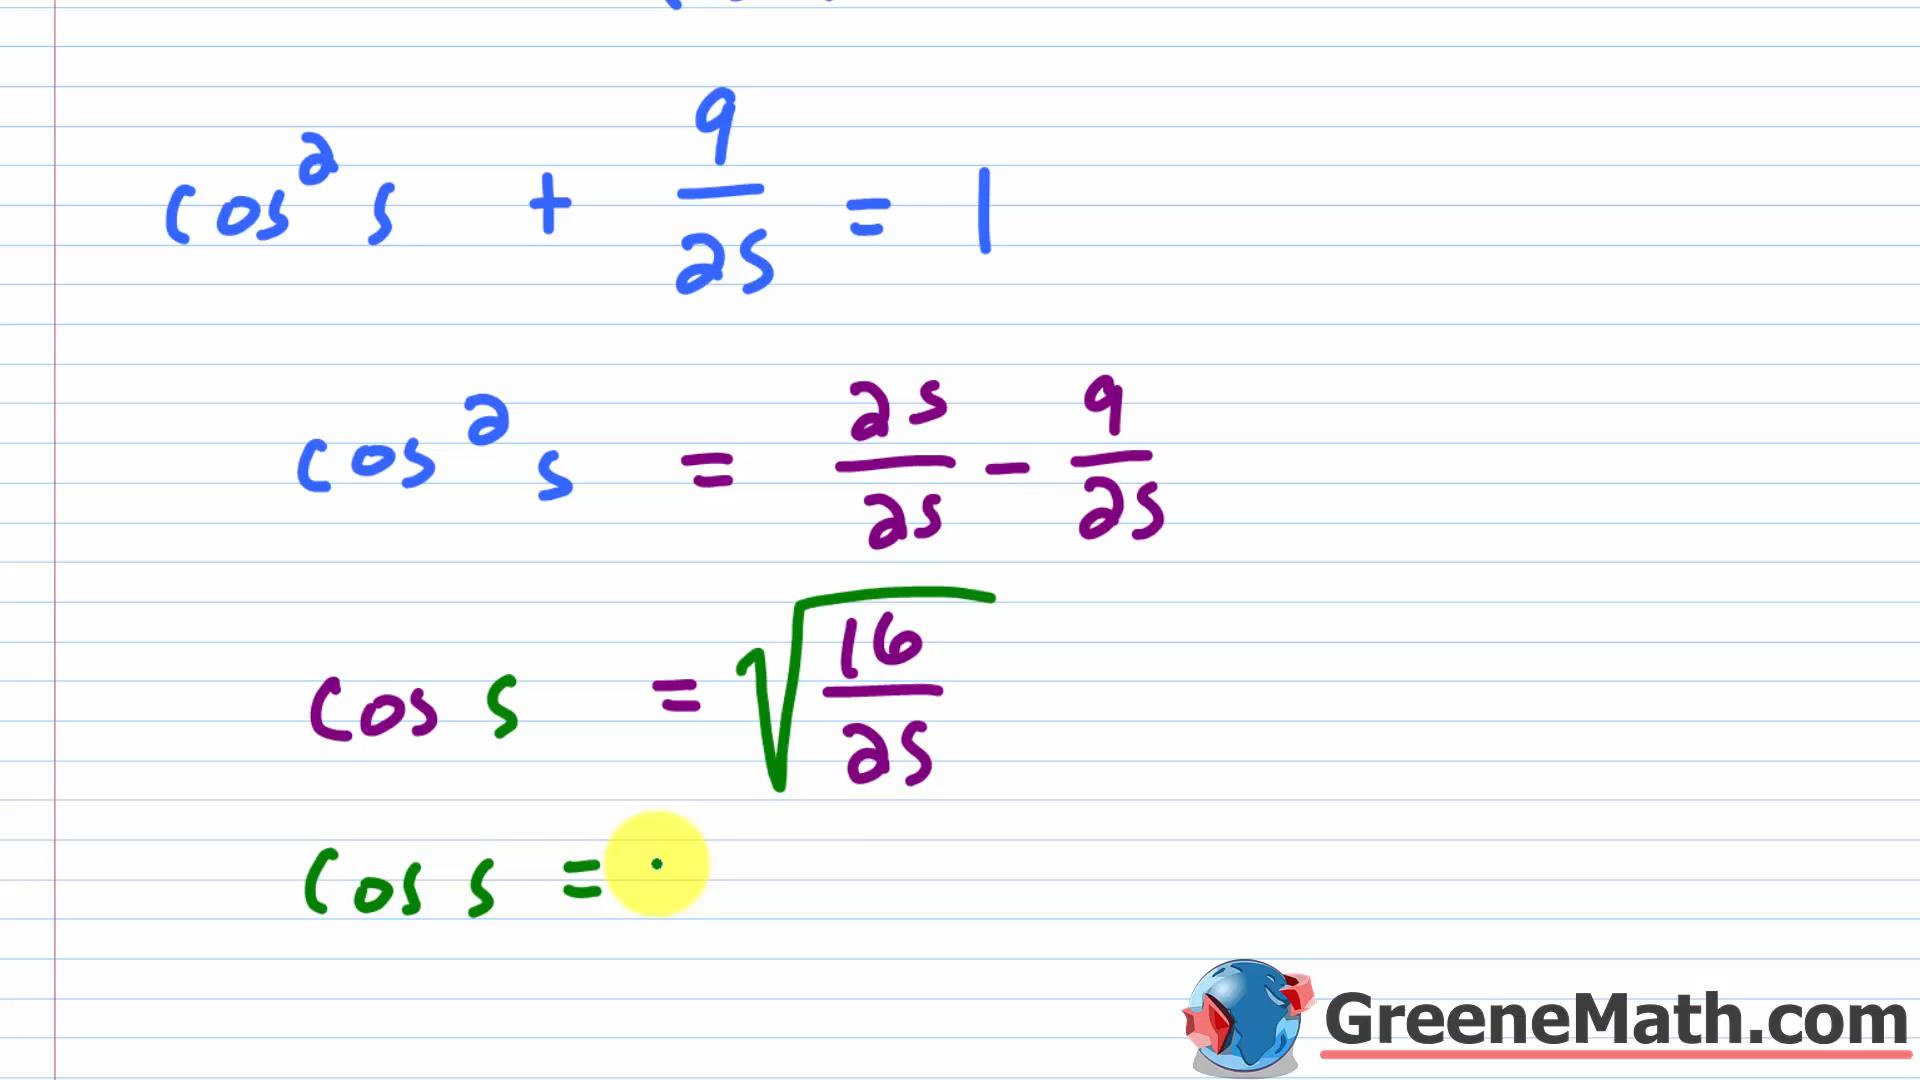 cos² s + 9/25 = 1
cos² s = 25/25 - 9/25
cos s = √(16/25)
cos s =
GreeneMath.com